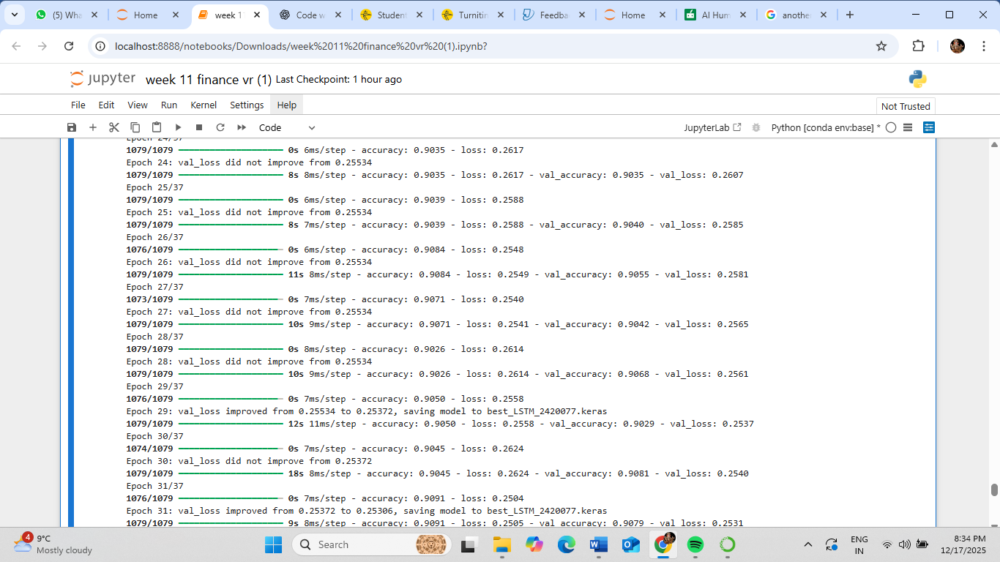 (5) Wha
Home
week 1
Code w
Student
Turnitin
Feedba
Home
AI Hum
anothe
localhost:8888/notebooks/Downloads/week%2011%20finance%20vr%20(1).ipynb?
jupyter week 11 finance vr (1) Last Checkpoint: 1 hour ago
File Edit View Run Kernel Settings Help
Not Trusted
Code
JupyterLab
Python [conda env:base] *
Epoch 24/37
1079/1079 0s 6ms/step - accuracy: 0.9035 - loss: 0.2617
Epoch 24: val_loss did not improve from 0.25534
1079/1079 8s 8ms/step - accuracy: 0.9035 - loss: 0.2617 - val_accuracy: 0.9035 - val_loss: 0.2607
Epoch 25/37
1079/1079 0s 6ms/step - accuracy: 0.9039 - loss: 0.2588
Epoch 25: val_loss did not improve from 0.25534
1079/1079 8s 7ms/step - accuracy: 0.9039 - loss: 0.2588 - val_accuracy: 0.9040 - val_loss: 0.2585
Epoch 26/37
1076/1079 0s 6ms/step - accuracy: 0.9084 - loss: 0.2548
Epoch 26: val_loss did not improve from 0.25534
1079/1079 11s 8ms/step - accuracy: 0.9084 - loss: 0.2549 - val_accuracy: 0.9055 - val_loss: 0.2581
Epoch 27/37
1073/1079 0s 7ms/step - accuracy: 0.9071 - loss: 0.2540
Epoch 27: val_loss did not improve from 0.25534
1079/1079 10s 9ms/step - accuracy: 0.9071 - loss: 0.2541 - val_accuracy: 0.9042 - val_loss: 0.2565
Epoch 28/37
1079/1079 0s 8ms/step - accuracy: 0.9026 - loss: 0.2614
Epoch 28: val_loss did not improve from 0.25534
1079/1079 10s 9ms/step - accuracy: 0.9026 - loss: 0.2614 - val_accuracy: 0.9068 - val_loss: 0.2561
Epoch 29/37
1076/1079 0s 7ms/step - accuracy: 0.9050 - loss: 0.2558
Epoch 29: val_loss improved from 0.25534 to 0.25372, saving model to best_LSTM_2420077.keras
1079/1079 12s 11ms/step - accuracy: 0.9050 - loss: 0.2558 - val_accuracy: 0.9029 - val_loss: 0.2537
Epoch 30/37
1074/1079 0s 7ms/step - accuracy: 0.9045 - loss: 0.2624
Epoch 30: val_loss did not improve from 0.25372
1079/1079 18s 8ms/step - accuracy: 0.9045 - loss: 0.2624 - val_accuracy: 0.9081 - val_loss: 0.2540
Epoch 31/37
1076/1079 0s 7ms/step - accuracy: 0.9091 - loss: 0.2504
Epoch 31: val_loss improved from 0.25372 to 0.25306, saving model to best_LSTM_2420077.keras
1079/1079 9s 8ms/step - accuracy: 0.9091 - loss: 0.2505 - val_accuracy: 0.9079 - val_loss: 0.2531
4
9°C
Mostly cloudy
Search
ENG
IN
8:34 PM
12/17/2025